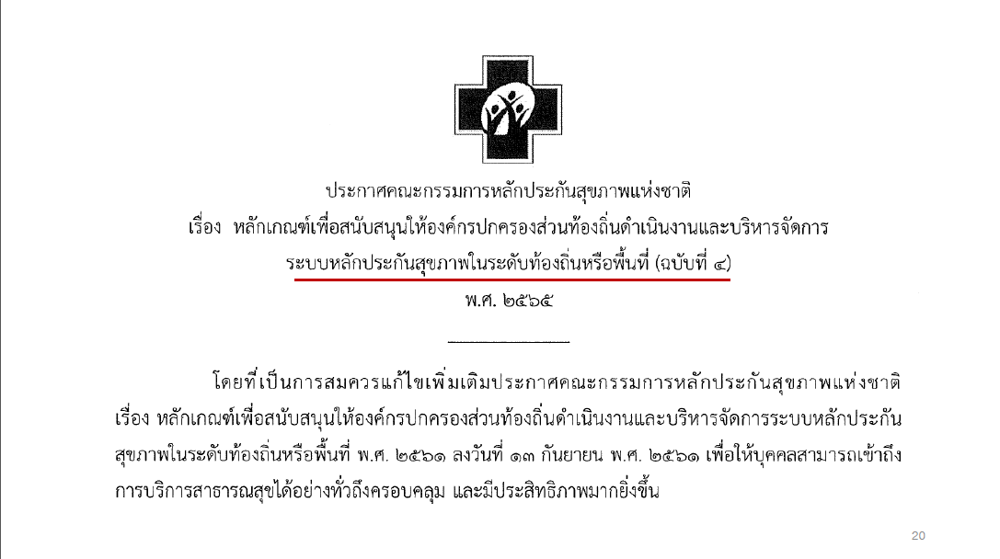 ประกาศคณะกรรมการหลักประกันสุขภาพแห่งชาติ
เรื่อง หลักเกณฑ์เพื่อสนับสนุนให้องค์กรปกครองส่วนท้องถิ่นดำเนินงานและบริหารจัดการ
ระบบหลักประกันสุขภาพในระดับท้องถิ่นหรือพื้นที่ (ฉบับที่ ๔)
พ.ศ. ๒๕๖๕
โดยที่เป็นการสมควรแก้ไขเพิ่มเติมประกาศคณะกรรมการหลักประกันสุขภาพแห่งชาติ
เรื่อง หลักเกณฑ์เพื่อสนับสนุนให้องค์กรปกครองส่วนท้องถิ่นดำเนินงานและบริหารจัดการระบบหลักประกัน
สุขภาพในระดับท้องถิ่นหรือพื้นที่ พ.ศ. ๒๕๖๑ ลงวันที่ ๑๓ กันยายน พ.ศ. ๒๕๖๑ เพื่อให้บุคคลสามารถเข้าถึง
การบริการสาธารณสุขได้อย่างทั่วถึงครอบคลุม และมีประสิทธิภาพมากยิ่งขึ้น
20